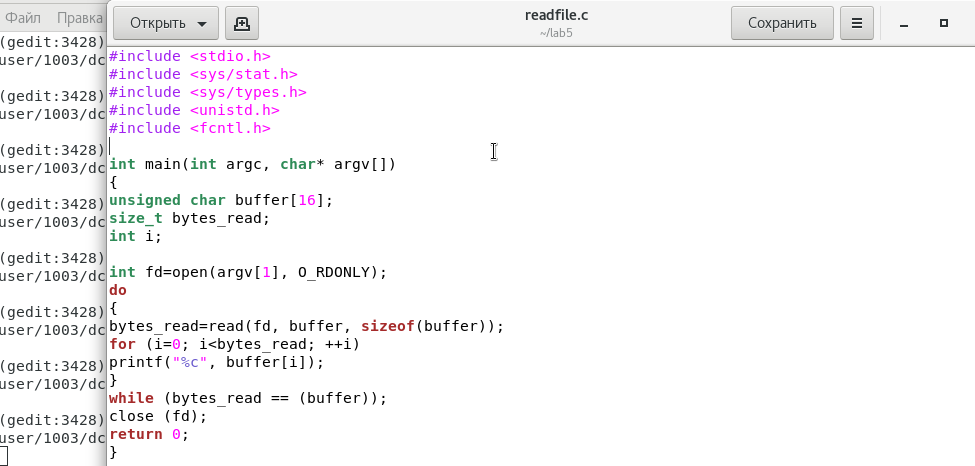 Файл Правка
Открыть
readfile.c
~/lab5
Сохранить
(gedit:3428)
user/1003/dc
(gedit:3428)
user/1003/dc
(gedit:3428)
user/1003/dc
(gedit:3428)
user/1003/dc
(gedit:3428)
user/1003/dc
(gedit:3428)
user/1003/dc
(gedit:3428)
user/1003/dc
(gedit:3428)
user/1003/dc
#include <stdio.h>
#include <sys/stat.h>
#include <sys/types.h>
#include <unistd.h>
#include <fcntl.h>
int main(int argc, char* argv[])
{
unsigned char buffer[16];
size_t bytes_read;
int i;
int fd=open(argv[1], O_RDONLY);
do
{
bytes_read=read(fd, buffer, sizeof(buffer));
for (i=0; i<bytes_read; ++i)
printf("%c", buffer[i]);
}
while (bytes_read == (buffer));
close (fd);
return 0;
}